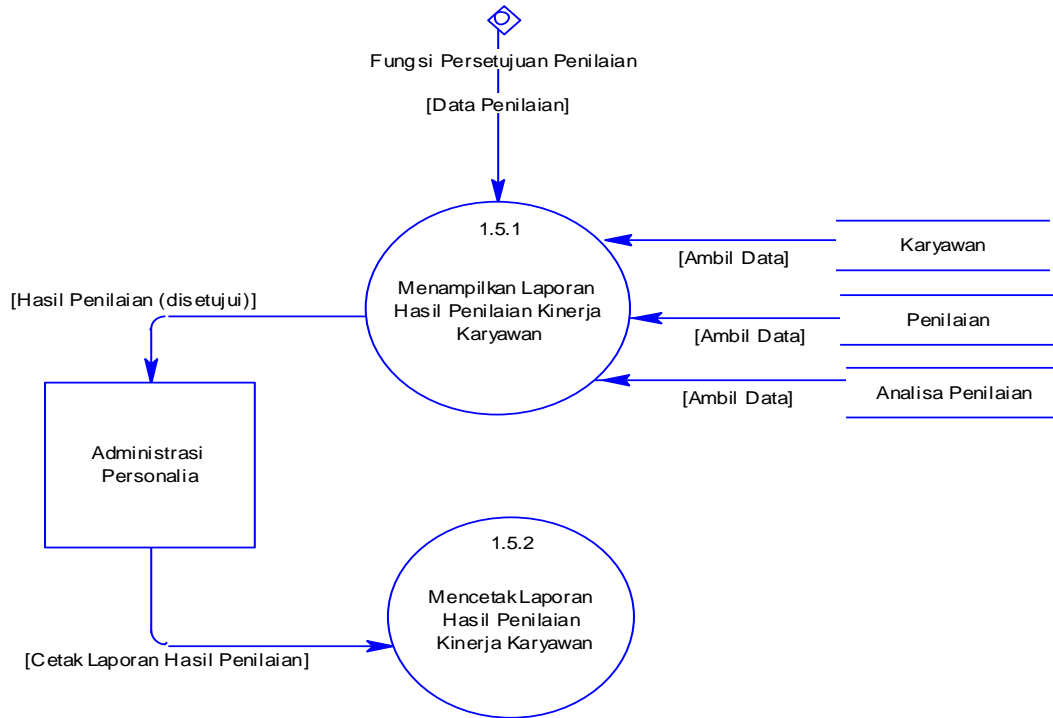 Fungsi Persetujuan Penilaian
[Data Penilaian]
1.5.1
Menampilkan Laporan
Hasil Penilaian Kinerja
Karyawan
[Ambil Data]
Karyawan
[Ambil Data]
Penilaian
[Ambil Data]
Analisa Penilaian
[Hasil Penilaian (disetujui)]
Administrasi
Personalia
1.5.2
Mencetak Laporan
Hasil Penilaian
Kinerja Karyawan
[Cetak Laporan Hasil Penilaian]